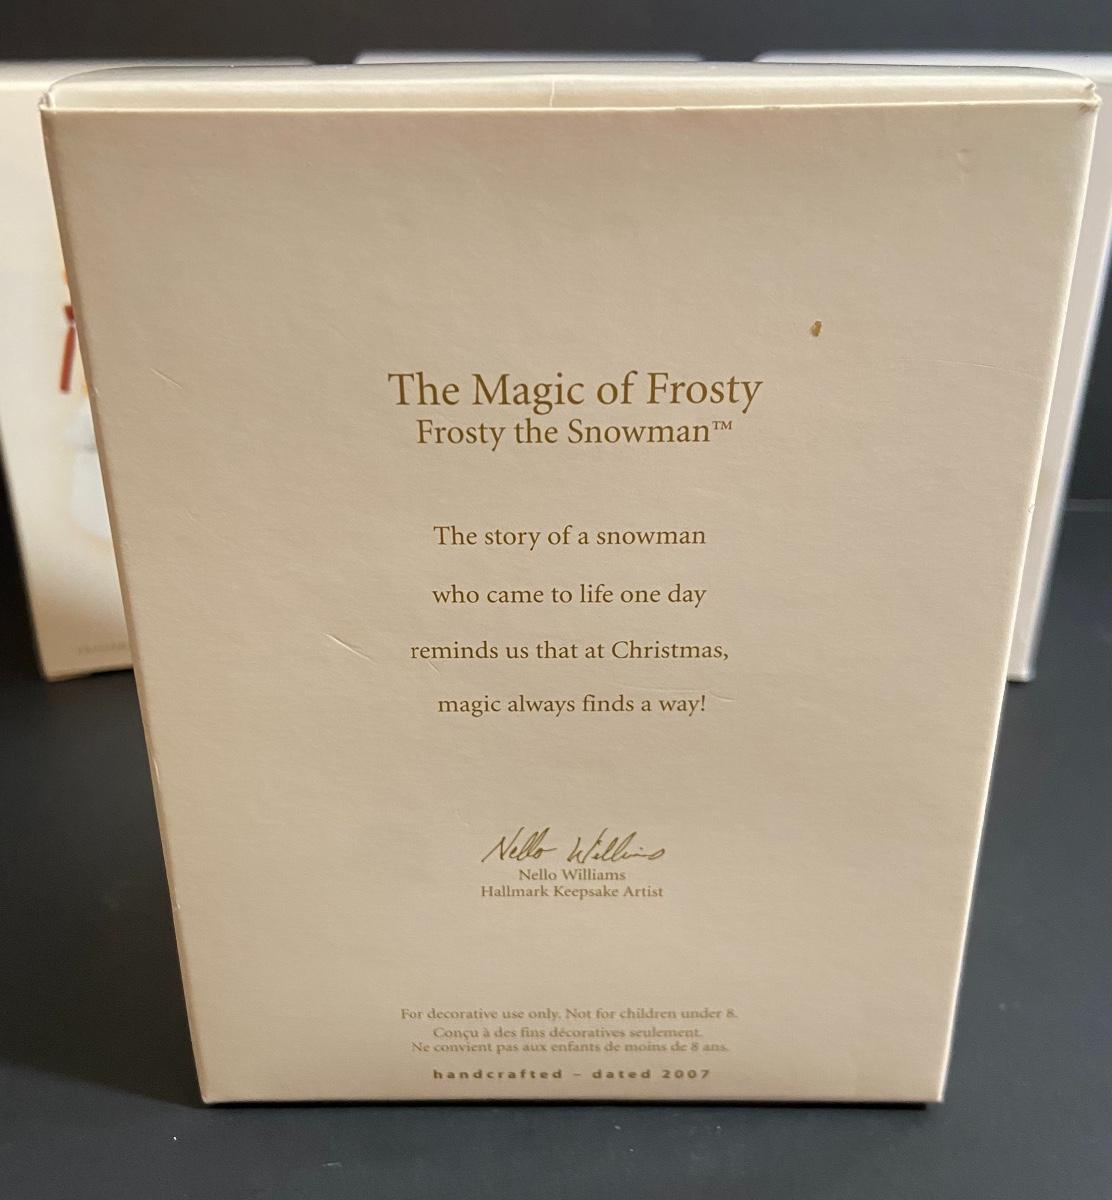 The Magic of Frosty
Frosty the Snowman™
The story of a snowman
who came to life one day
reminds us that at Christmas,
magic always finds a way!
Nello Williams
Nello Williams
Hallmark Keepsake Artist
For decorative use only. Not for children under 8.
Conçu à des fins décoratives seulement.
Ne convient pas aux enfants de moins de 8 ans.
handcrafted – dated 2007